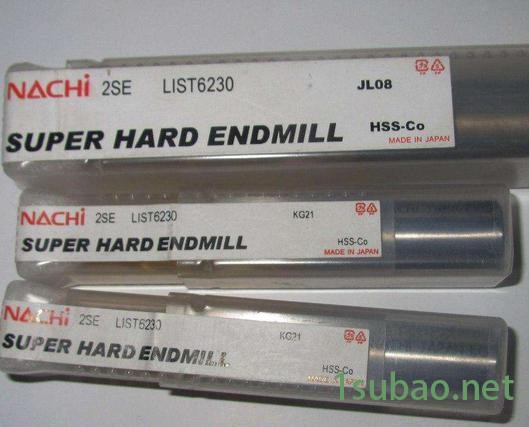 NACHi 2SE LIST6230 JL08
SUPER HARD ENDMILL HSS-Co
MADE IN JAPAN
NACHi 2SE LIST6230 KG21
SUPER HARD ENDMILL HSS-Co
MADE IN JAPAN
NACHi 2SE LIST6230 KG21
SUPER HARD ENDMILL HSS-Co
1subao.net